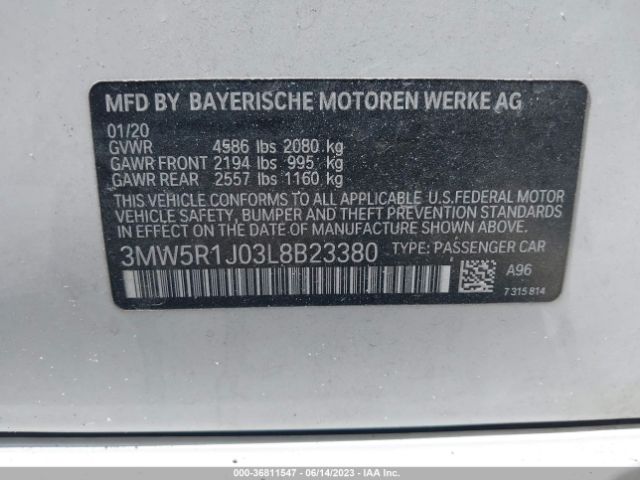 MFD BY BAYERISCHE MOTOREN WERKE AG
01/20
GVWR 4586 lbs 2080 kg
GAWR FRONT 2194 lbs 995 kg
GAWR REAR 2557 lbs 1160 kg
THIS VEHICLE CONFORMS TO ALL APPLICABLE U.S.FEDERAL MOTOR
VEHICLE SAFETY, BUMPER AND THEFT PREVENTION STANDARDS
IN EFFECT ON THE DATE OF MANUFACTURE SHOWN ABOVE.
3MW5R1J03L8B23380 TYPE: PASSENGER CAR
A96
7 315 814
000-36811547 - 06/14/2023 - IAA Inc.